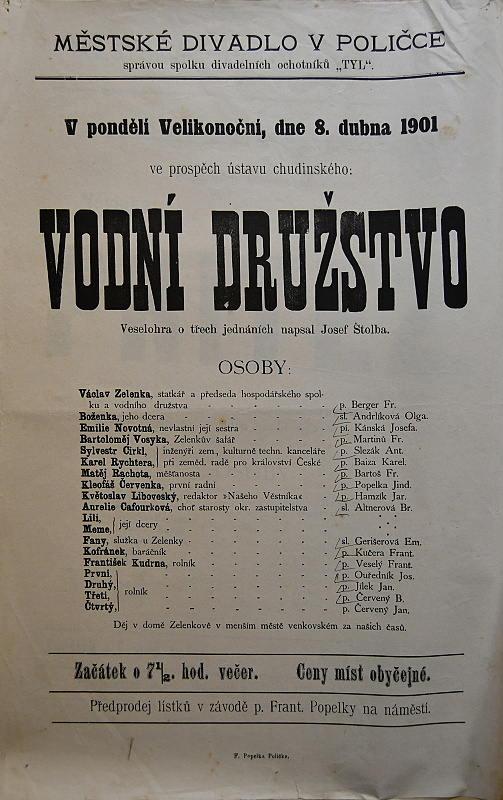 MĚSTSKÉ DIVADLO V POLIČCE
správou spolku divadelních ochotníků „TYL“.
V pondělí Velikonoční, dne 8. dubna 1901
ve prospěch ústavu chudinského:
VODNÍ DRUŽSTVO
Veselohra o třech jednáních napsal Josef Štolba.
OSOBY:
Václav Zelenka, statkář a předseda hospodářského spol-
ku a vodního družstva - - - - - - p. Berger Fr.
Boženka, jeho dcera - - - - - - sl. Andrlíková Olga.
Emilie Novotná, nevlastní její sestra - - - - pí. Kánská Josefa.
Bartoloměj Vosyka, Zelenkův šafář - - - - p. Martinů Fr.
Sylvestr Cirkl, inženýři zem., kulturně techn. kanceláře p. Slezák Ant.
Karel Rychtera, při zeměd. radě pro království České p. Baiza Karel.
Matěj Rachota, měšťanosta - - - - - p. Bartoš Fr.
Kleofáš Červenka, první radní - - - - - p. Popelka Jind.
Květoslav Liboveský, redaktor »Našeho Věstníka« p. Hamzík Jar.
Aurelie Cafourková, choť starosty okr. zastupitelstva sl. Altnerová Br.
Lili,
Meme, její dcery - - - - - -
Fany, služka u Zelenky - - - - - sl. Gerišerová Em.
Kofránek, baráčník - - - - - - p. Kučera Frant.
František Kudrna, rolník - - - - - p. Veselý Frant.
První, p. Ouředník Jos.
Druhý, rolník p. Jílek Jan.
Třetí, p. Červený B.
Čtvrtý, p. Červený Jan.
Děj v domě Zelenkově v menším městě venkovském za našich časů.
Začátek o 7½. hod. večer. Ceny míst obyčejné.
Předprodej lístků v závodě p. Frant. Popelky na náměstí.
F. Popelka Polička.